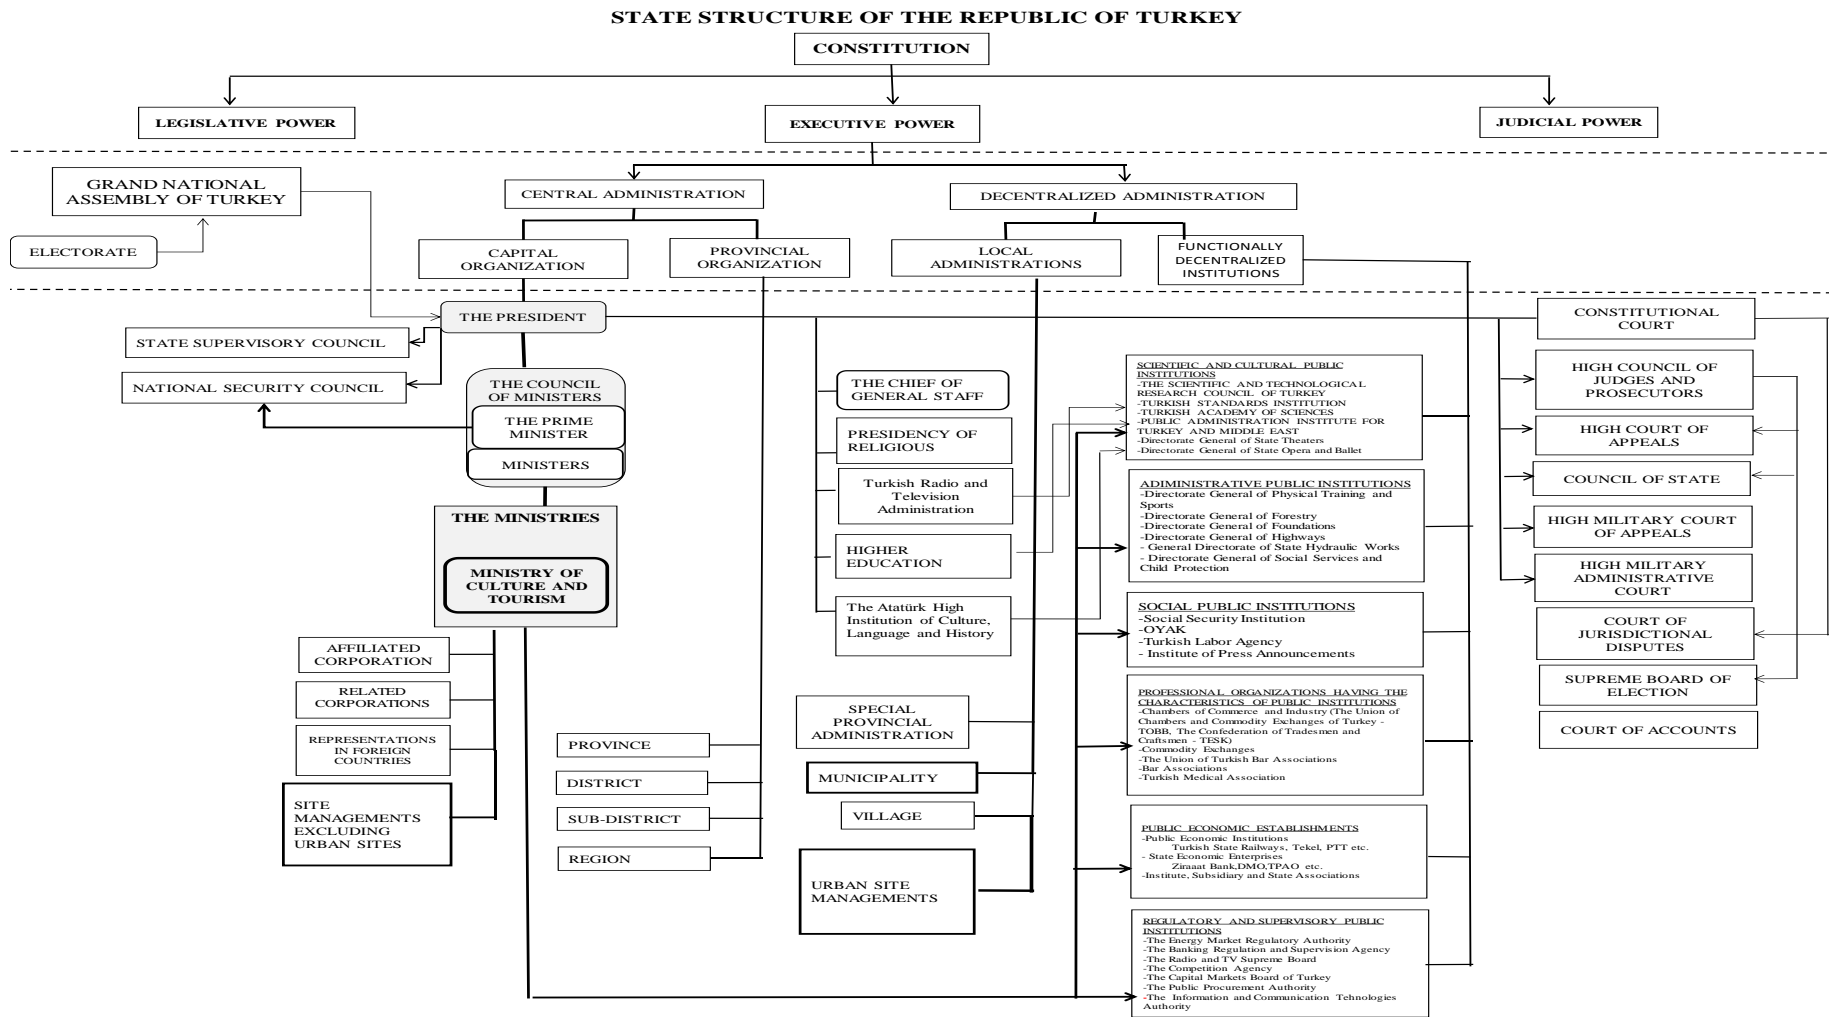 STATE STRUCTURE OF THE REPUBLIC OF TURKEY
CONSTITUTION
LEGISLATIVE POWER
EXECUTIVE POWER
JUDICIAL POWER
GRAND NATIONAL
ASSEMBLY OF TURKEY
ELECTORATE
CENTRAL ADMINISTRATION
DECENTRALIZED ADMINISTRATION
CAPITAL
ORGANIZATION
PROVINCIAL
ORGANIZATION
LOCAL
ADMINISTRATIONS
FUNCTIONALLY
DECENTRALIZED
INSTITUTIONS
THE PRESIDENT
STATE SUPERVISORY COUNCIL
NATIONAL SECURITY COUNCIL
THE COUNCIL
OF MINISTERS
THE PRIME
MINISTER
MINISTERS
THE MINISTRIES
MINISTRY OF
CULTURE AND
TOURISM
AFFILIATED
CORPORATION
RELATED
CORPORATIONS
REPRESENTATIONS
IN FOREIGN
COUNTRIES
SITE
MANAGEMENTS
EXCLUDING
URBAN SITES
PROVINCE
DISTRICT
SUB-DISTRICT
REGION
THE CHIEF OF
GENERAL STAFF
PRESIDENCY OF
RELIGIOUS
Turkish Radio and
Television
Administration
HIGHER
EDUCATION
The Atatürk High
Institution of Culture,
Language and History
SPECIAL
PROVINCIAL
ADMINISTRATION
MUNICIPALITY
VILLAGE
URBAN SITE
MANAGEMENTS
SCIENTIFIC AND CULTURAL PUBLIC
INSTITUTIONS
-THE SCIENTIFIC AND TECHNOLOGICAL
RESEARCH COUNCIL OF TURKEY
-TURKISH STANDARDS INSTITUTION
-TURKISH ACADEMY OF SCIENCES
-PUBLIC ADMINISTRATION INSTITUTE FOR
TURKEY AND MIDDLE EAST
-Directorate General of State Theaters
-Directorate General of State Opera and Ballet
ADIMINISTRATIVE PUBLIC INSTITUTIONS
-Directorate General of Physical Training and
Sports
-Directorate General of Forestry
-Directorate General of Foundations
-Directorate General of Highways
- General Directorate of State Hydraulic Works
- Directorate General of Social Services and
Child Protection
SOCIAL PUBLIC INSTITUTIONS
-Social Security Institution
-OYAK
-Turkish Labor Agency
- Institute of Press Announcements
PROFESSIONAL ORGANIZATIONS HAVING THE
CHARACTERISTICS OF PUBLIC INSTITUTIONS
-Chambers of Commerce and Industry (The Union of
Chambers and Commodity Exchanges of Turkey -
TOBB, The Confederation of Tradesmen and
Craftsmen - TESK)
-Commodity Exchanges
-The Union of Turkish Bar Associations
-Bar Associations
-Turkish Medical Association
PUBLIC ECONOMIC ESTABLISHMENTS
-Public Economic Institutions
Turkish State Railways, Tekel, PTT etc.
- State Economic Enterprises
Ziraaat Bank,DMO,TPAO etc.
-Institute, Subsidiary and State Associations
REGULATORY AND SUPERVISORY PUBLIC
INSTITUTIONS
-The Energy Market Regulatory Authority
-The Banking Regulation and Supervision Agency
-The Radio and TV Supreme Board
-The Competition Agency
-The Capital Markets Board of Turkey
-The Public Procurement Authority
-The Information and Communication Tehnologies
Authority
CONSTITUTIONAL
COURT
HIGH COUNCIL OF
JUDGES AND
PROSECUTORS
HIGH COURT OF
APPEALS
COUNCIL OF STATE
HIGH MILITARY COURT
OF APPEALS
HIGH MILITARY
ADMINISTRATIVE
COURT
COURT OF
JURISDICTIONAL
DISPUTES
SUPREME BOARD OF
ELECTION
COURT OF ACCOUNTS